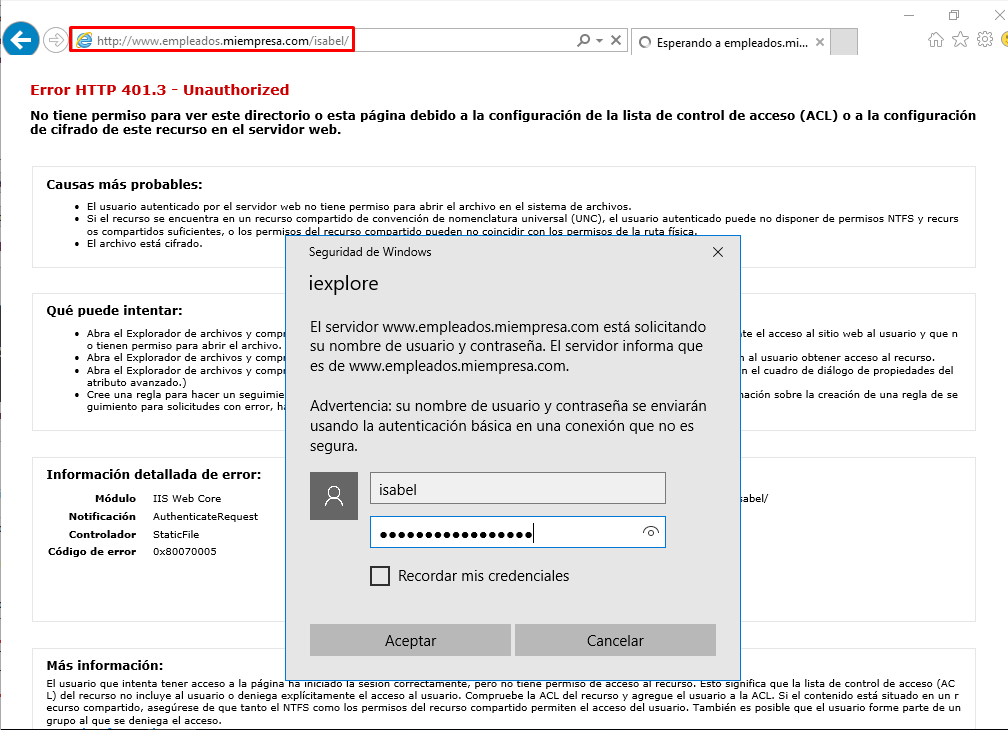 http://www.empleados.miempresa.com/isabel/
Esperando a empleados.mi...
Error HTTP 401.3 - Unauthorized
No tiene permiso para ver este directorio o esta página debido a la configuración de la lista de control de acceso (ACL) o a la configuración
de cifrado de este recurso en el servidor web.
Causas más probables:
• El usuario autenticado por el servidor web no tiene permiso para abrir el archivo en el sistema de archivos.
• Si el recurso se encuentra en un recurso compartido de convención de nomenclatura universal (UNC), el usuario autenticado puede no disponer de permisos NTFS y recurs
os compartidos suficientes, o los permisos del recurso compartido pueden no coincidir con los permisos de la ruta física.
• El archivo está cifrado.
Qué puede intentar:
• Abra el Explorador de archivos y compr
te el acceso al sitio web al usuario y que n
o tienen permiso para abrir el archivo.
• Abra el Explorador de archivos y compr
n al usuario obtener acceso al recurso.
• Abra el Explorador de archivos y compr
en el cuadro de diálogo de propiedades del
atributo avanzado.)
• Cree una regla para hacer un seguimie
mación sobre la creación de una regla de se
guimiento para solicitudes con error, ha
Información detallada de error:
Módulo IIS Web Core
sabel/
Notificación AuthenticateRequest
Controlador StaticFile
Código de error 0x80070005
Seguridad de Windows
iexplore
El servidor www.empleados.miempresa.com está solicitando
su nombre de usuario y contraseña. El servidor informa que
es de www.empleados.miempresa.com.
Advertencia: su nombre de usuario y contraseña se enviarán
usando la autenticación básica en una conexión que no es
segura.
isabel
●●●●●●●●●●●●●●●●●
Recordar mis credenciales
Aceptar
Cancelar
Más información:
El usuario que intenta tener acceso a la página ha iniciado la sesión correctamente, pero no tiene permiso de acceso al recurso. Esto significa que la lista de control de acceso (AC
L) del recurso no incluye al usuario o deniega explícitamente el acceso al usuario. Compruebe la ACL del recurso y agregue el usuario a la ACL. Si el contenido está situado en un r
ecurso compartido, asegúrese de que tanto el NTFS como los permisos del recurso compartido permiten el acceso del usuario. También es posible que el usuario forme parte de un
grupo al que se deniega el acceso.